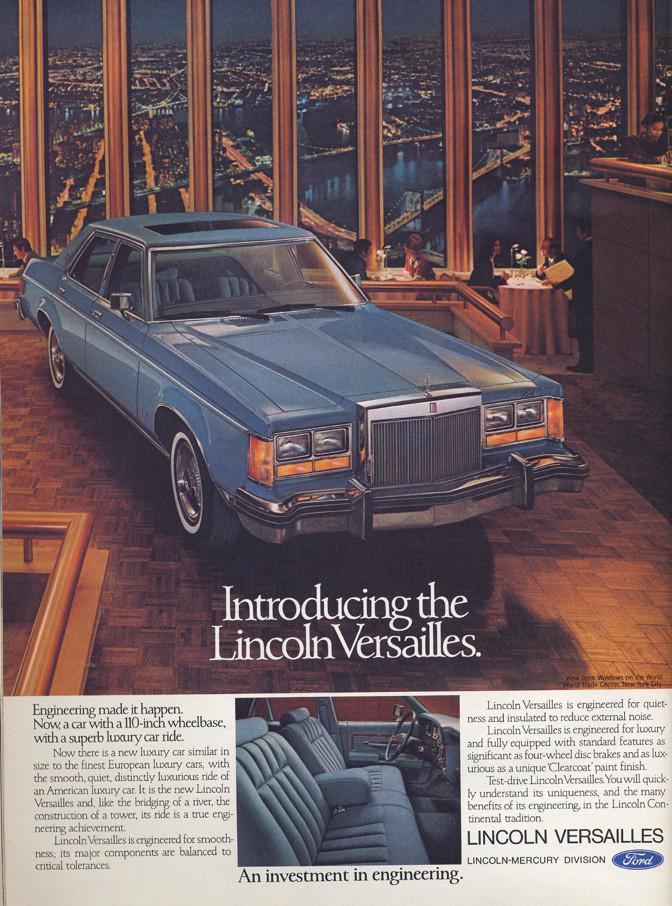 Introducing the
Lincoln Versailles.
View from Windows on the World
World Trade Center, New York City
Engineering made it happen.
Now, a car with a 110-inch wheelbase,
with a superb luxury car ride.
Now there is a new luxury car similar in
size to the finest European luxury cars, with
the smooth, quiet, distinctly luxurious ride of
an American luxury car. It is the new Lincoln
Versailles and, like the bridging of a river, the
construction of a tower, its ride is a true engi-
neering achievement.
Lincoln Versailles is engineered for smooth-
ness; its major components are balanced to
critical tolerances.
An investment in engineering.
Lincoln Versailles is engineered for quiet-
ness and insulated to reduce exterior noise.
Lincoln Versailles is engineered for luxury
and fully equipped with standard features as
significant as four-wheel disc brakes and as lux-
urious as a unique 'Clearcoat' paint finish.
Test-drive Lincoln Versailles. You will quick-
ly understand its uniqueness, and the many
benefits of its engineering, in the Lincoln Con-
tinental tradition.
LINCOLN VERSAILLES
LINCOLN-MERCURY DIVISION Ford